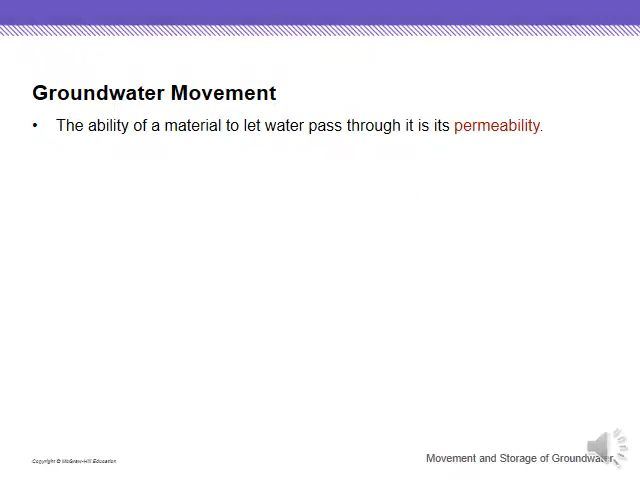 Groundwater Movement
• The ability of a material to let water pass through it is its permeability.
Copyright © McGraw-Hill Education
Movement and Storage of Groundwater